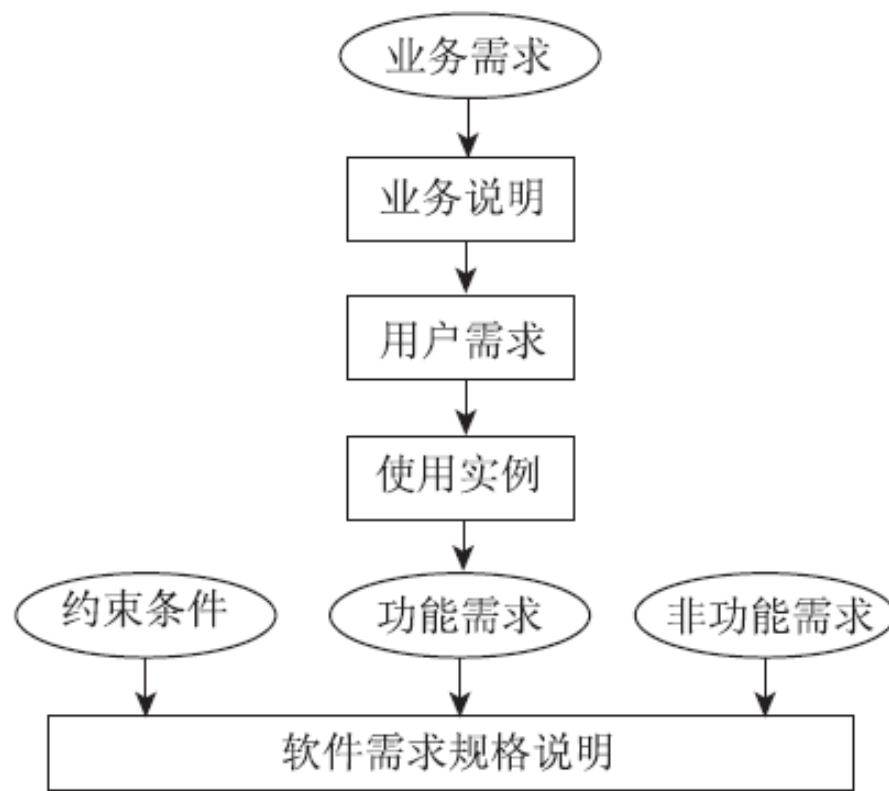 业务需求
业务说明
用户需求
使用实例
约束条件
功能需求
非功能需求
软件需求规格说明